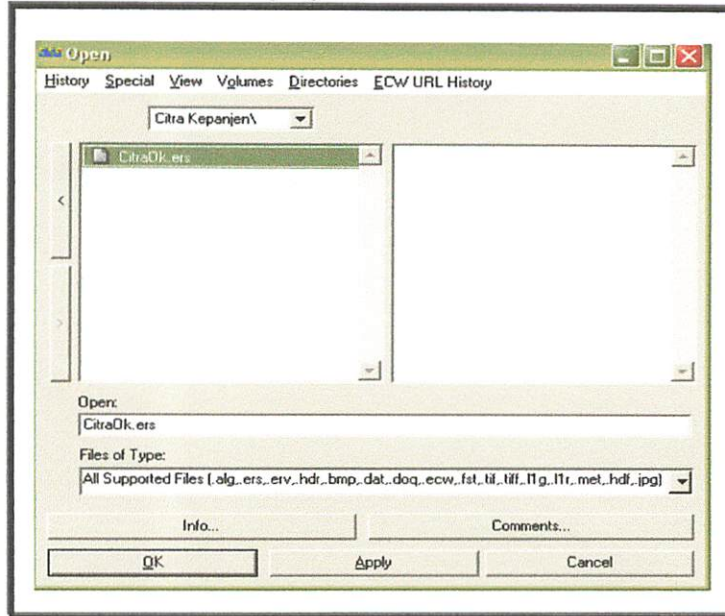 Open
History Special View Volumes Directories ECW URL History
Citra Kepanjen\
CitraOk.ers
<
>
Open:
CitraOk.ers
Files of Type:
All Supported Files (.alg,.ers,.erv,.hdr,.bmp,.dat,.doq,.ecw,.fst,.tif,.tiff,.l1g,.l1r,.met,.hdf,.jpg)
Info... Comments...
OK Apply Cancel